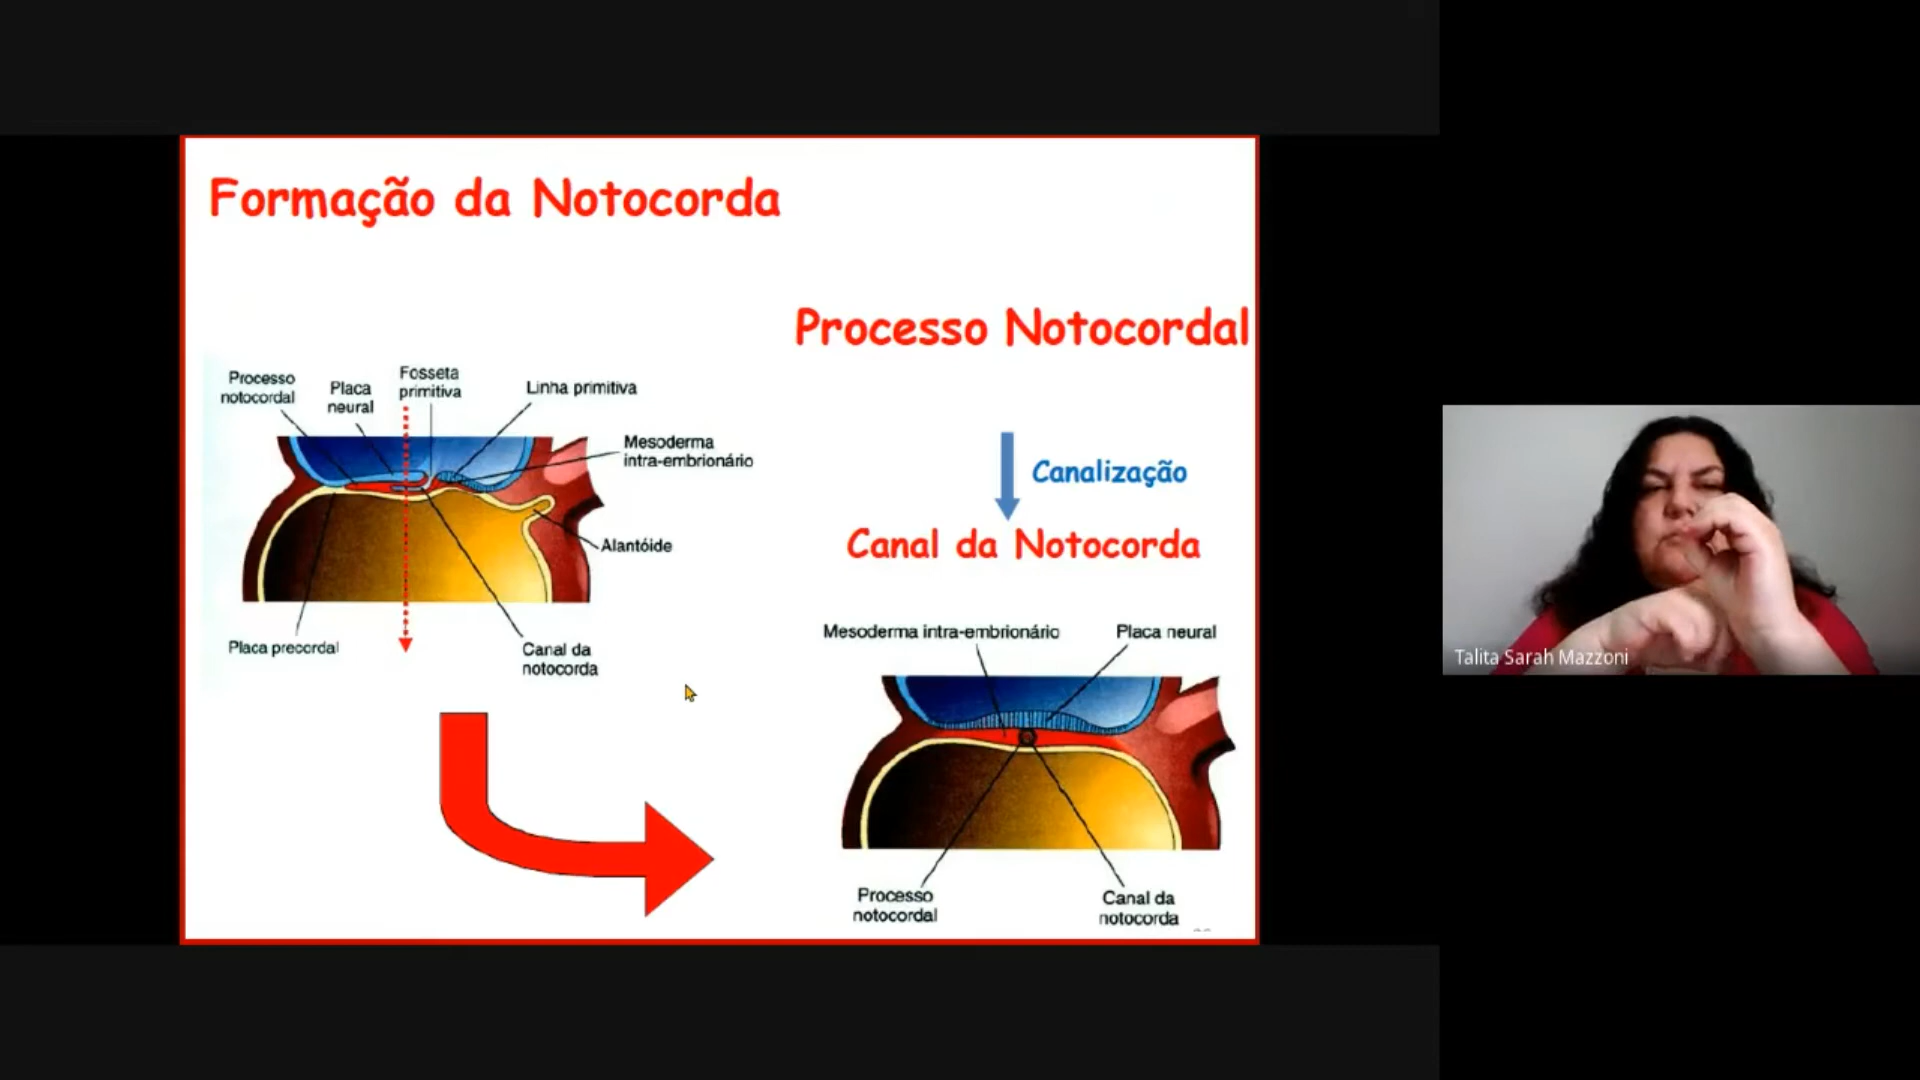 Formação da Notocorda
Processo Notocordal
Processo
notocordal
Placa
neural
Fosseta
primitiva
Linha primitiva
Mesoderma
intra-embrionário
Alantóide
Placa precordal
Canal da
notocorda
Canalização
Canal da Notocorda
Mesoderma intra-embrionário
Placa neural
Processo
notocordal
Canal da
notocorda
Talita Sarah Mazzoni